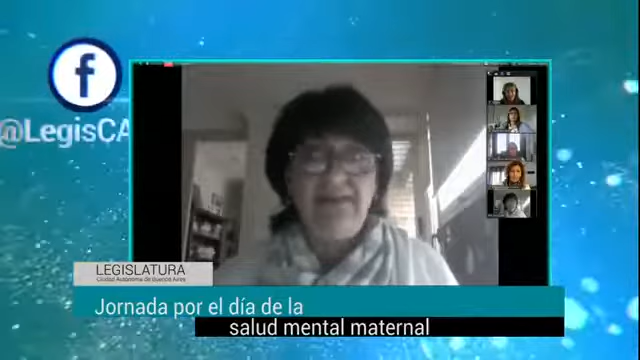 f
@LegisCA
LEGISLATURA
Ciudad Autónoma de Buenos Aires
Jornada por el día de la
salud mental maternal